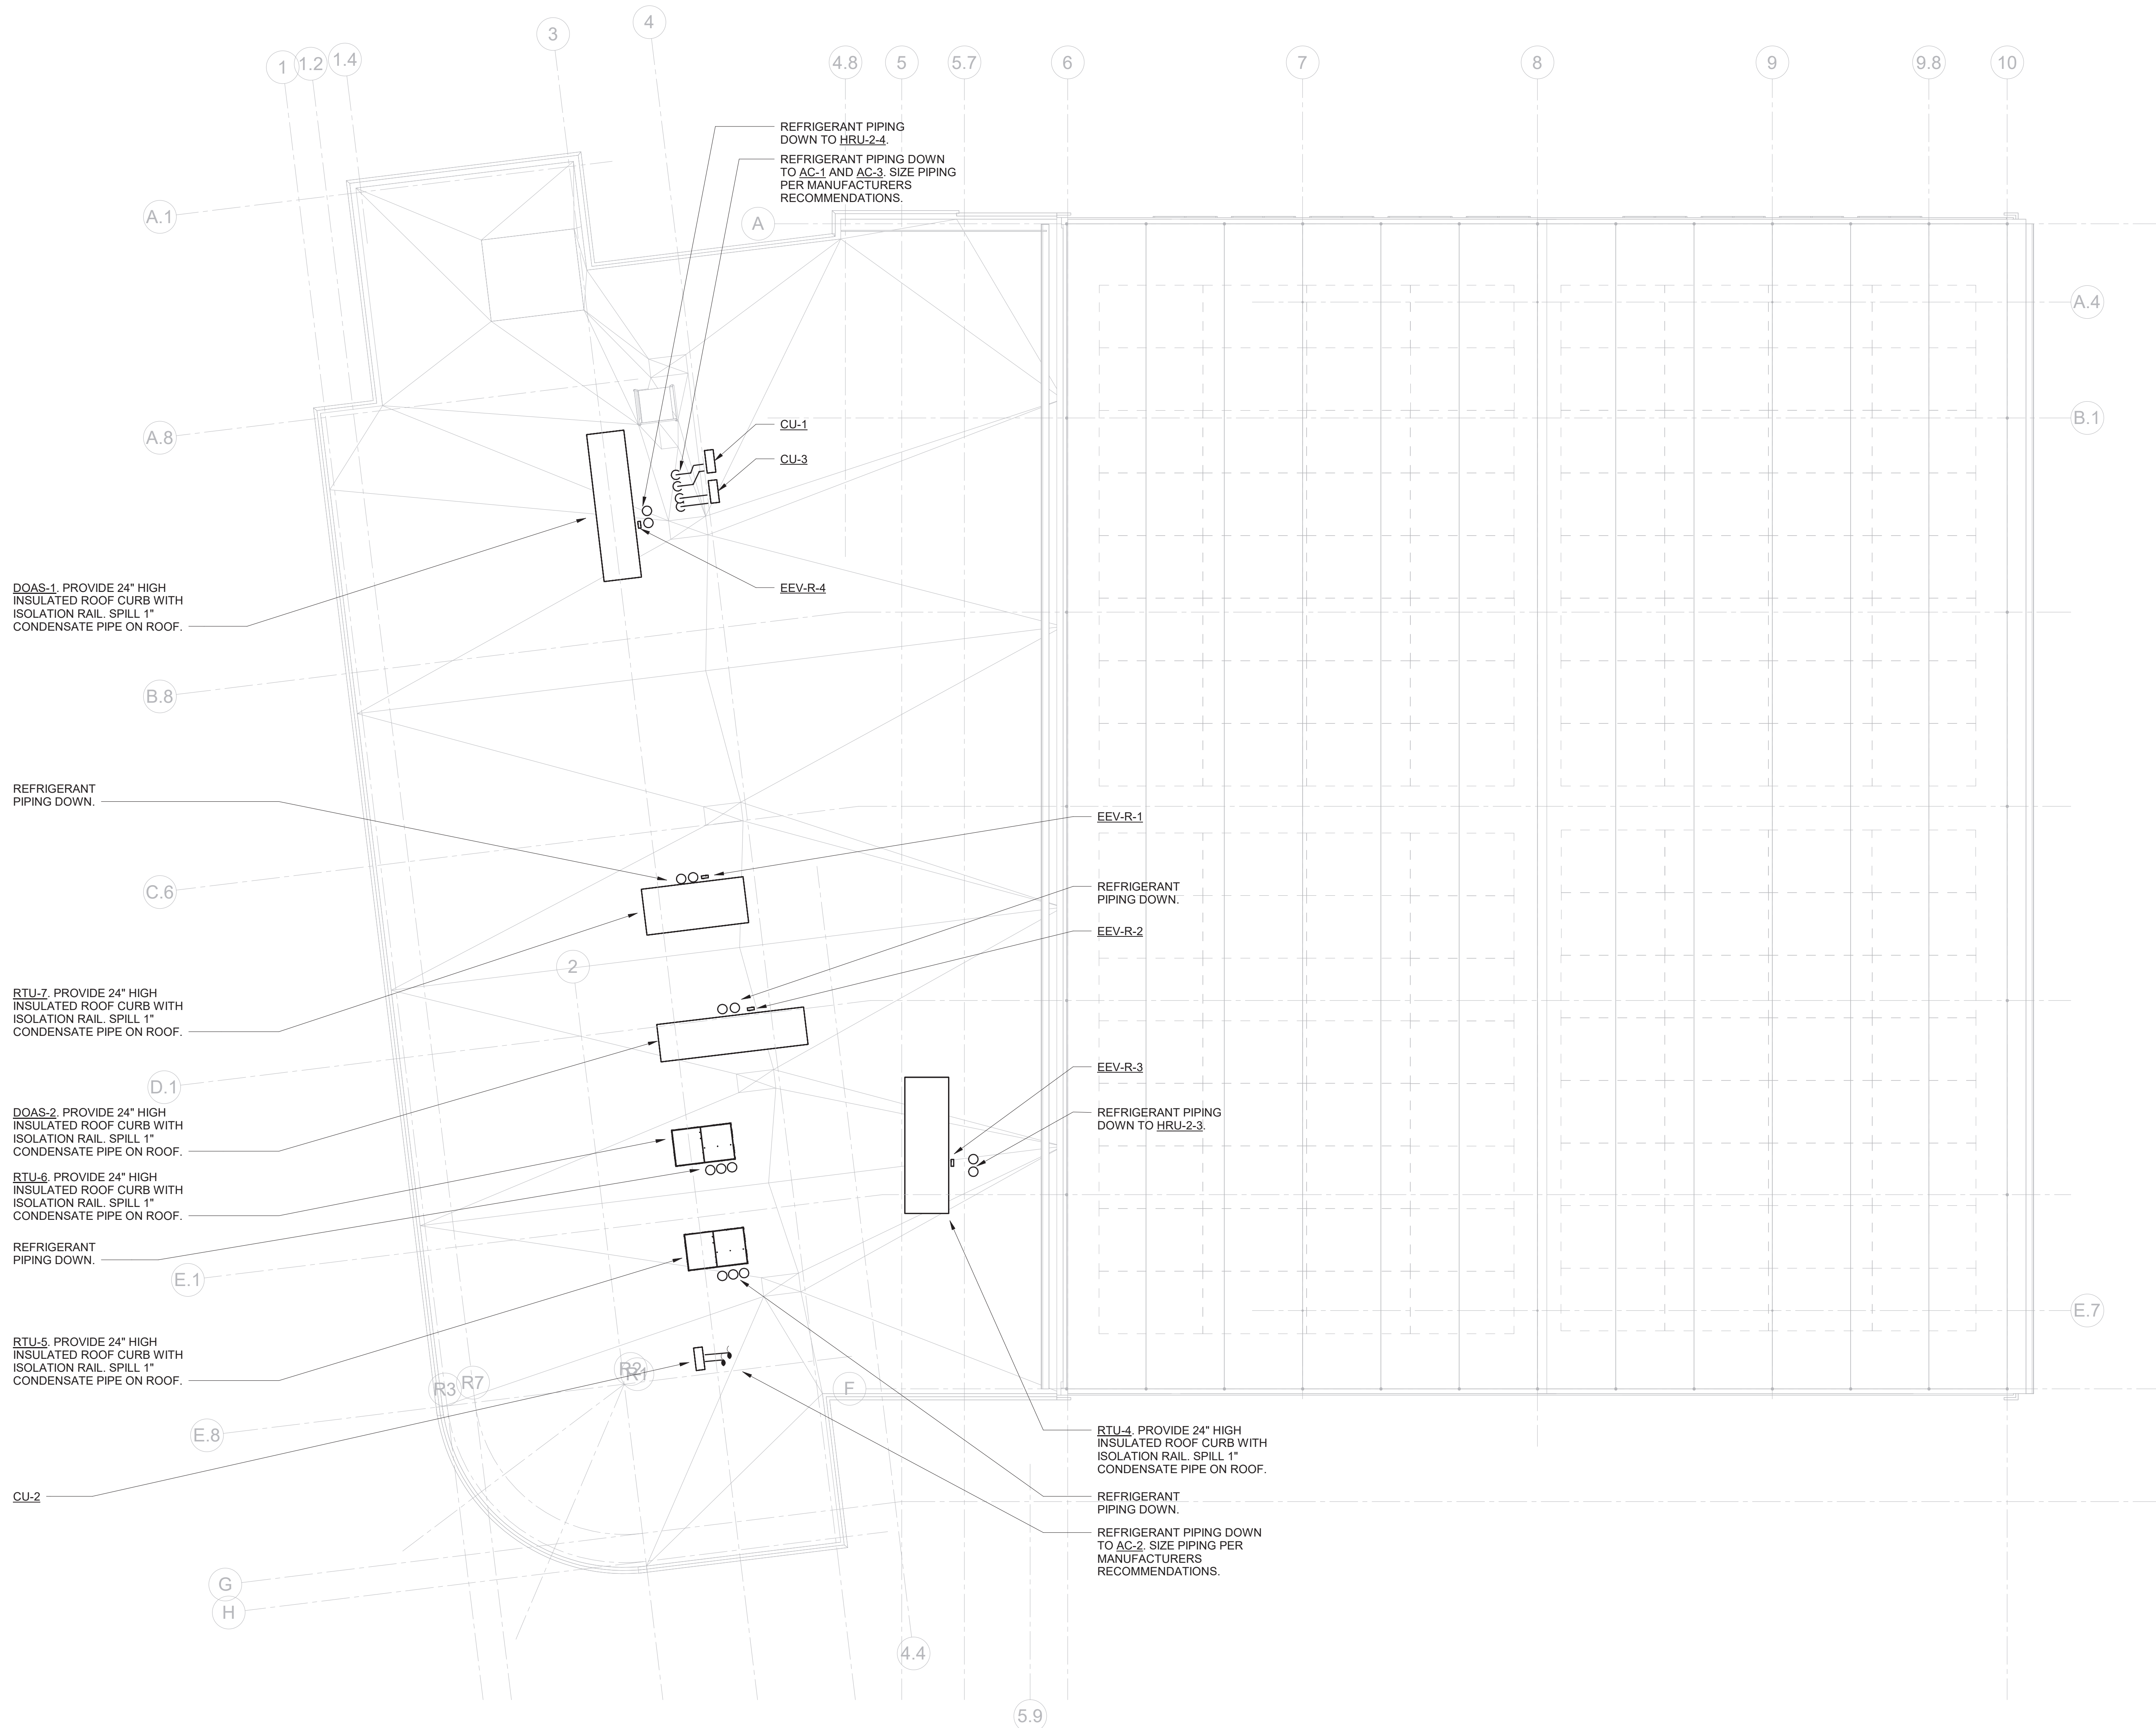 3
4
1
1.2
1.4
4.8
5
5.7
6
7
8
9
9.8
10
REFRIGERANT PIPING
DOWN TO HRU-2-4.
REFRIGERANT PIPING DOWN
TO AC-1 AND AC-3. SIZE PIPING
PER MANUFACTURERS
RECOMMENDATIONS.
A.1
A
A.4
B.1
A.8
CU-1
CU-3
EEV-R-4
DOAS-1. PROVIDE 24" HIGH
INSULATED ROOF CURB WITH
ISOLATION RAIL. SPILL 1"
CONDENSATE PIPE ON ROOF.
B.8
REFRIGERANT
PIPING DOWN.
EEV-R-1
C.6
REFRIGERANT
PIPING DOWN.
EEV-R-2
2
RTU-7. PROVIDE 24" HIGH
INSULATED ROOF CURB WITH
ISOLATION RAIL. SPILL 1"
CONDENSATE PIPE ON ROOF.
D.1
EEV-R-3
DOAS-2. PROVIDE 24" HIGH
INSULATED ROOF CURB WITH
ISOLATION RAIL. SPILL 1"
CONDENSATE PIPE ON ROOF.
REFRIGERANT PIPING
DOWN TO HRU-2-3.
RTU-6. PROVIDE 24" HIGH
INSULATED ROOF CURB WITH
ISOLATION RAIL. SPILL 1"
CONDENSATE PIPE ON ROOF.
REFRIGERANT
PIPING DOWN.
E.1
E.7
RTU-5. PROVIDE 24" HIGH
INSULATED ROOF CURB WITH
ISOLATION RAIL. SPILL 1"
CONDENSATE PIPE ON ROOF.
R3
R7
R2
R1
F
E.8
RTU-4. PROVIDE 24" HIGH
INSULATED ROOF CURB WITH
ISOLATION RAIL. SPILL 1"
CONDENSATE PIPE ON ROOF.
CU-2
REFRIGERANT
PIPING DOWN.
REFRIGERANT PIPING DOWN
TO AC-2. SIZE PIPING PER
MANUFACTURERS
RECOMMENDATIONS.
G
H
4.4
5.9